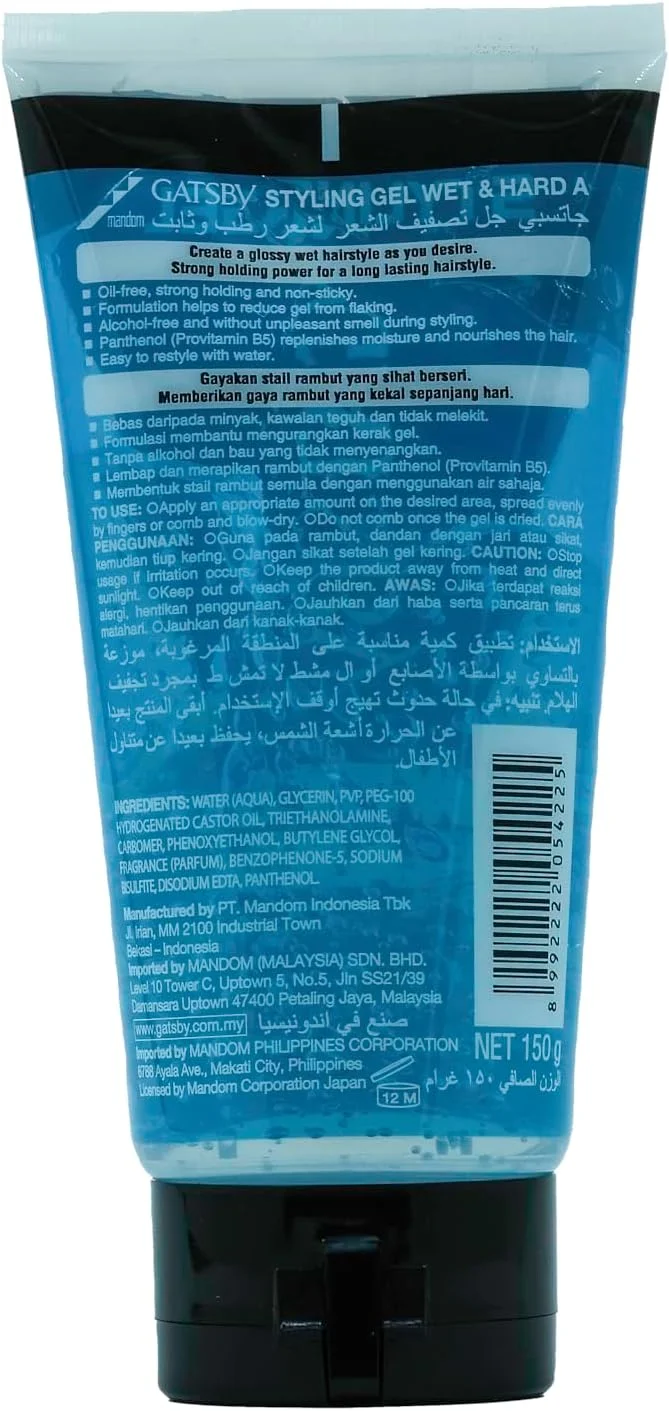 GATSBY STYLING GEL WET & HARD A
mandom جاتسبي جل تصفيف الشعر لشعر رطب وثابت
Create a glossy wet hairstyle as you desire.
Strong holding power for a long lasting hairstyle.
Oil-free, strong holding and non-sticky.
Formulation helps to reduce gel from flaking.
Alcohol-free and without unpleasant smell during styling.
Panthenol (Provitamin B5) replenishes moisture and nourishes the hair.
Easy to restyle with water.
Gayakan stail rambut yang sihat berseri.
Memberikan gaya rambut yang kekal sepanjang hari.
Bebas daripada minyak, kawalan teguh dan tidak melekit.
Formulasi membantu mengurangkan kerak gel.
Tanpa alkohol dan bau yang tidak menyenangkan.
Lembap dan merapikan rambut dengan Panthenol (Provitamin B5).
Membentuk stail rambut semula dengan menggunakan air sahaja.
TO USE: OApply an appropriate amount on the desired area, spread evenly
by fingers or comb and blow-dry. ODo not comb once the gel is dried. CARA
PENGGUNAAN: OGuna pada rambut, dandan dengan jari atau sikat,
kemudian tiup kering. OJangan sikat setelah gel kering. CAUTION: OStop
usage if irritation occurs. OKeep the product away from heat and direct
sunlight. OKeep out of reach of children. AWAS: OJika terdapat reaksi
alergi, hentikan penggunaan. OJauhkan dari haba serta pancaran terus
matahari. OJauhkan dari kanak-kanak.
الاستخدام: تطبيق كمية مناسبة على المنطقة المرغوبة، موزعة
بالتساوي بواسطة الأصابع أو ال مشط لا تمش ط بمجرد تجفيف
الهلام. تنبيه: في حالة حدوث تهيج أوقف الإستخدام. أبقى المنتج بعيدا
عن الحرارة أشعة الشمس، يحفظ بعيدا عن متناول
الأطفال.
INGREDIENTS: WATER (AQUA), GLYCERIN, PVP, PEG-100
HYDROGENATED CASTOR OIL, TRIETHANOLAMINE,
CARBOMER, PHENOXYETHANOL, BUTYLENE GLYCOL,
FRAGRANCE (PARFUM), BENZOPHENONE-5, SODIUM
BISULFITE, DISODIUM EDTA, PANTHENOL.
Manufactured by PT. Mandom Indonesia Tbk
Jl. Irian, MM 2100 Industrial Town
Bekasi – Indonesia
Imported by MANDOM (MALAYSIA) SDN. BHD.
Level 10 Tower C, Uptown 5, No.5, Jln SS21/39
Damansara Uptown 47400 Petaling Jaya, Malaysia
www.gatsby.com.my صنع في اندونيسيا
Imported by MANDOM PHILIPPINES CORPORATION
8788 Ayala Ave., Makati City, Philippines
Licensed by Mandom Corporation Japan
12 M
8 992222 054225
NET 150 g
الوزن الصافي ١٥٠ غرام